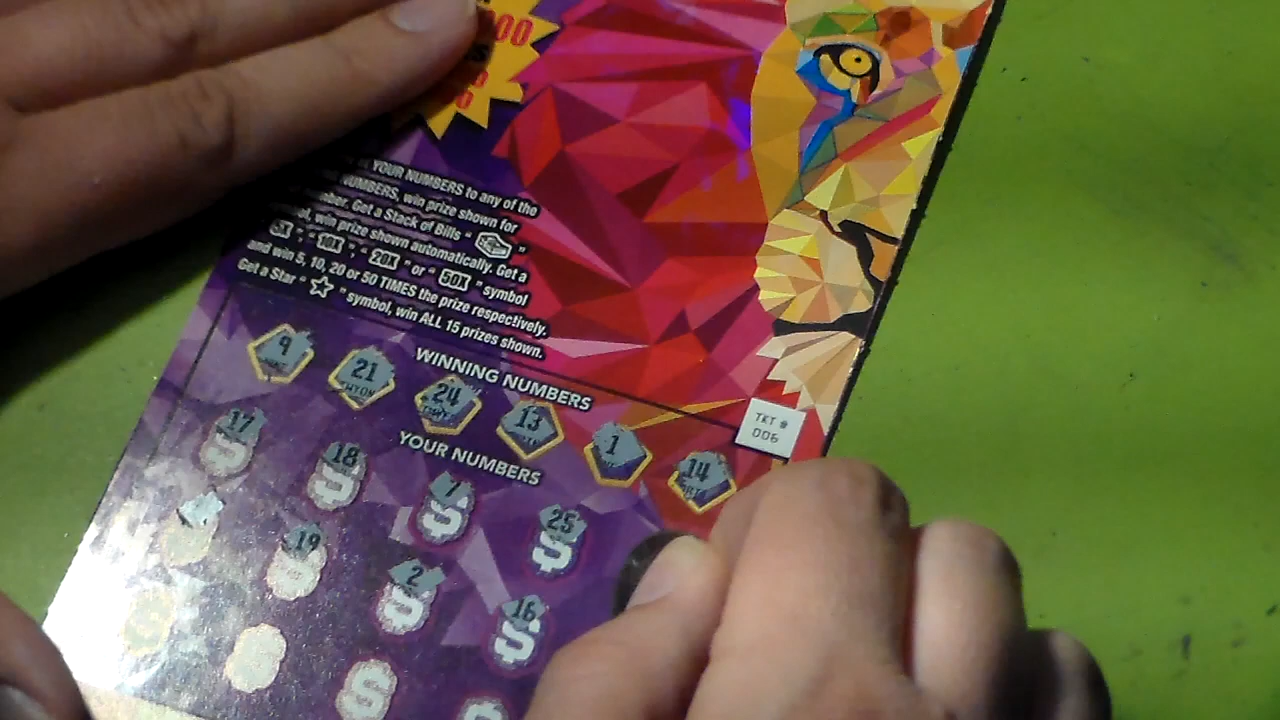 00
YOUR NUMBERS to any of the
NUMBERS, win prize shown for
Get a Stack of Bills " "
win prize shown automatically. Get a
5X ", " 10X ", " 20X " or " 50X " symbol
and win 5, 10, 20 or 50 TIMES the prize respectively.
Get a Star " ☆ " symbol, win ALL 15 prizes shown.
WINNING NUMBERS
9 21 24 13 1 14
TKT #
006
YOUR NUMBERS
17 18 7 25
19 2 16